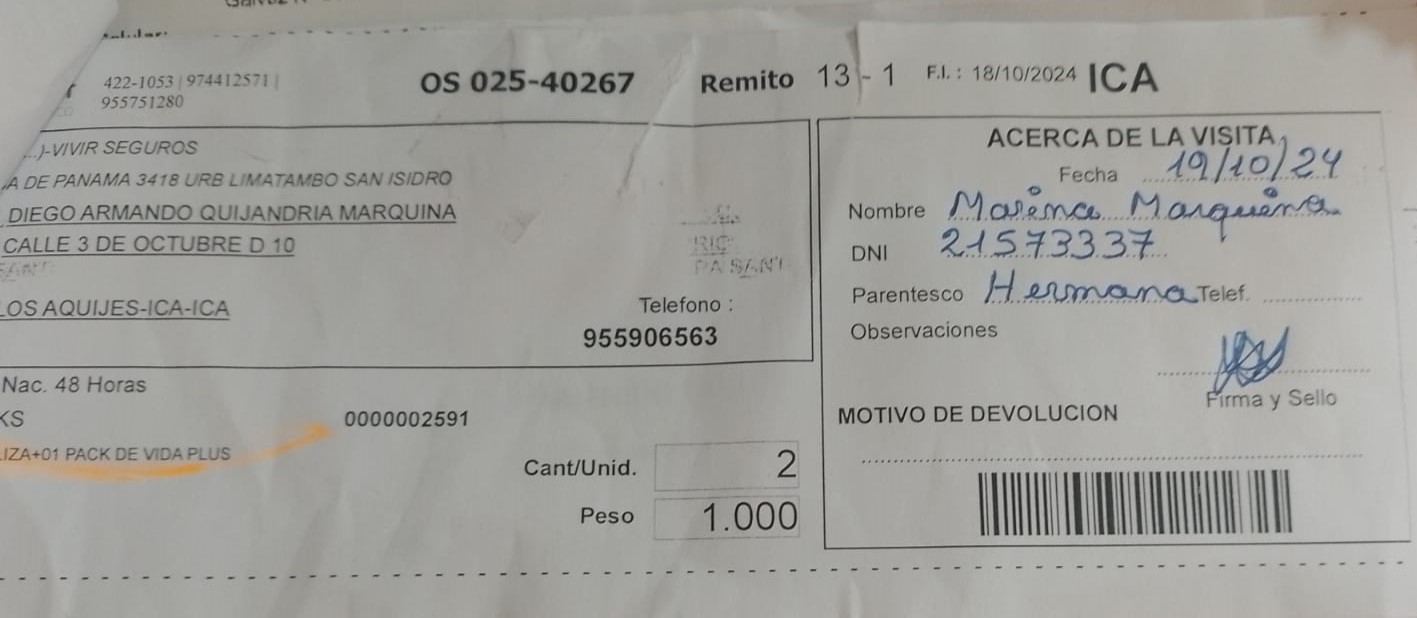 422-1053 | 974412571 |
955751280
OS 025-40267
Remito 13 - 1
F.I. : 18/10/2024 ICA
...)-VIVIR SEGUROS
A DE PANAMA 3418 URB LIMATAMBO SAN ISIDRO
DIEGO ARMANDO QUIJANDRIA MARQUINA
CALLE 3 DE OCTUBRE D 10
LOS AQUIJES-ICA-ICA
Telefono :
955906563
Nac. 48 Horas
KS 0000002591
IZA+01 PACK DE VIDA PLUS
Cant/Unid. 2
Peso 1.000
ACERCA DE LA VISITA
Fecha 19/10/24
Nombre Marina Marquina
DNI 21573337
Parentesco Hermana Telef.
Observaciones
Firma y Sello
MOTIVO DE DEVOLUCION